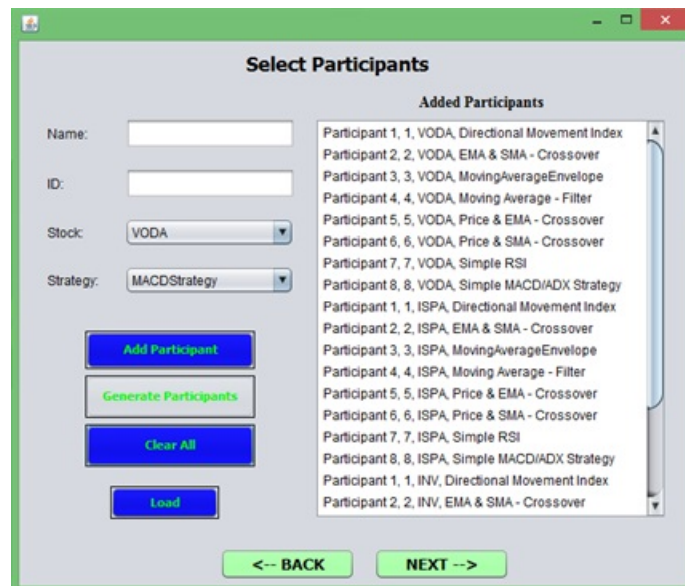 Select Participants
Added Participants
Name:
ID:
Stock:
VODA
Strategy:
MACDStrategy
Add Participant
Generate Participants
Clear All
Load
Participant 1, 1, VODA, Directional Movement Index
Participant 2, 2, VODA, EMA & SMA - Crossover
Participant 3, 3, VODA, MovingAverageEnvelope
Participant 4, 4, VODA, Moving Average - Filter
Participant 5, 5, VODA, Price & EMA - Crossover
Participant 6, 6, VODA, Price & SMA - Crossover
Participant 7, 7, VODA, Simple RSI
Participant 8, 8, VODA, Simple MACD/ADX Strategy
Participant 1, 1, ISPA, Directional Movement Index
Participant 2, 2, ISPA, EMA & SMA - Crossover
Participant 3, 3, ISPA, MovingAverageEnvelope
Participant 4, 4, ISPA, Moving Average - Filter
Participant 5, 5, ISPA, Price & EMA - Crossover
Participant 6, 6, ISPA, Price & SMA - Crossover
Participant 7, 7, ISPA, Simple RSI
Participant 8, 8, ISPA, Simple MACD/ADX Strategy
Participant 1, 1, INV, Directional Movement Index
Participant 2, 2, INV, EMA & SMA - Crossover
<-- BACK
NEXT -->